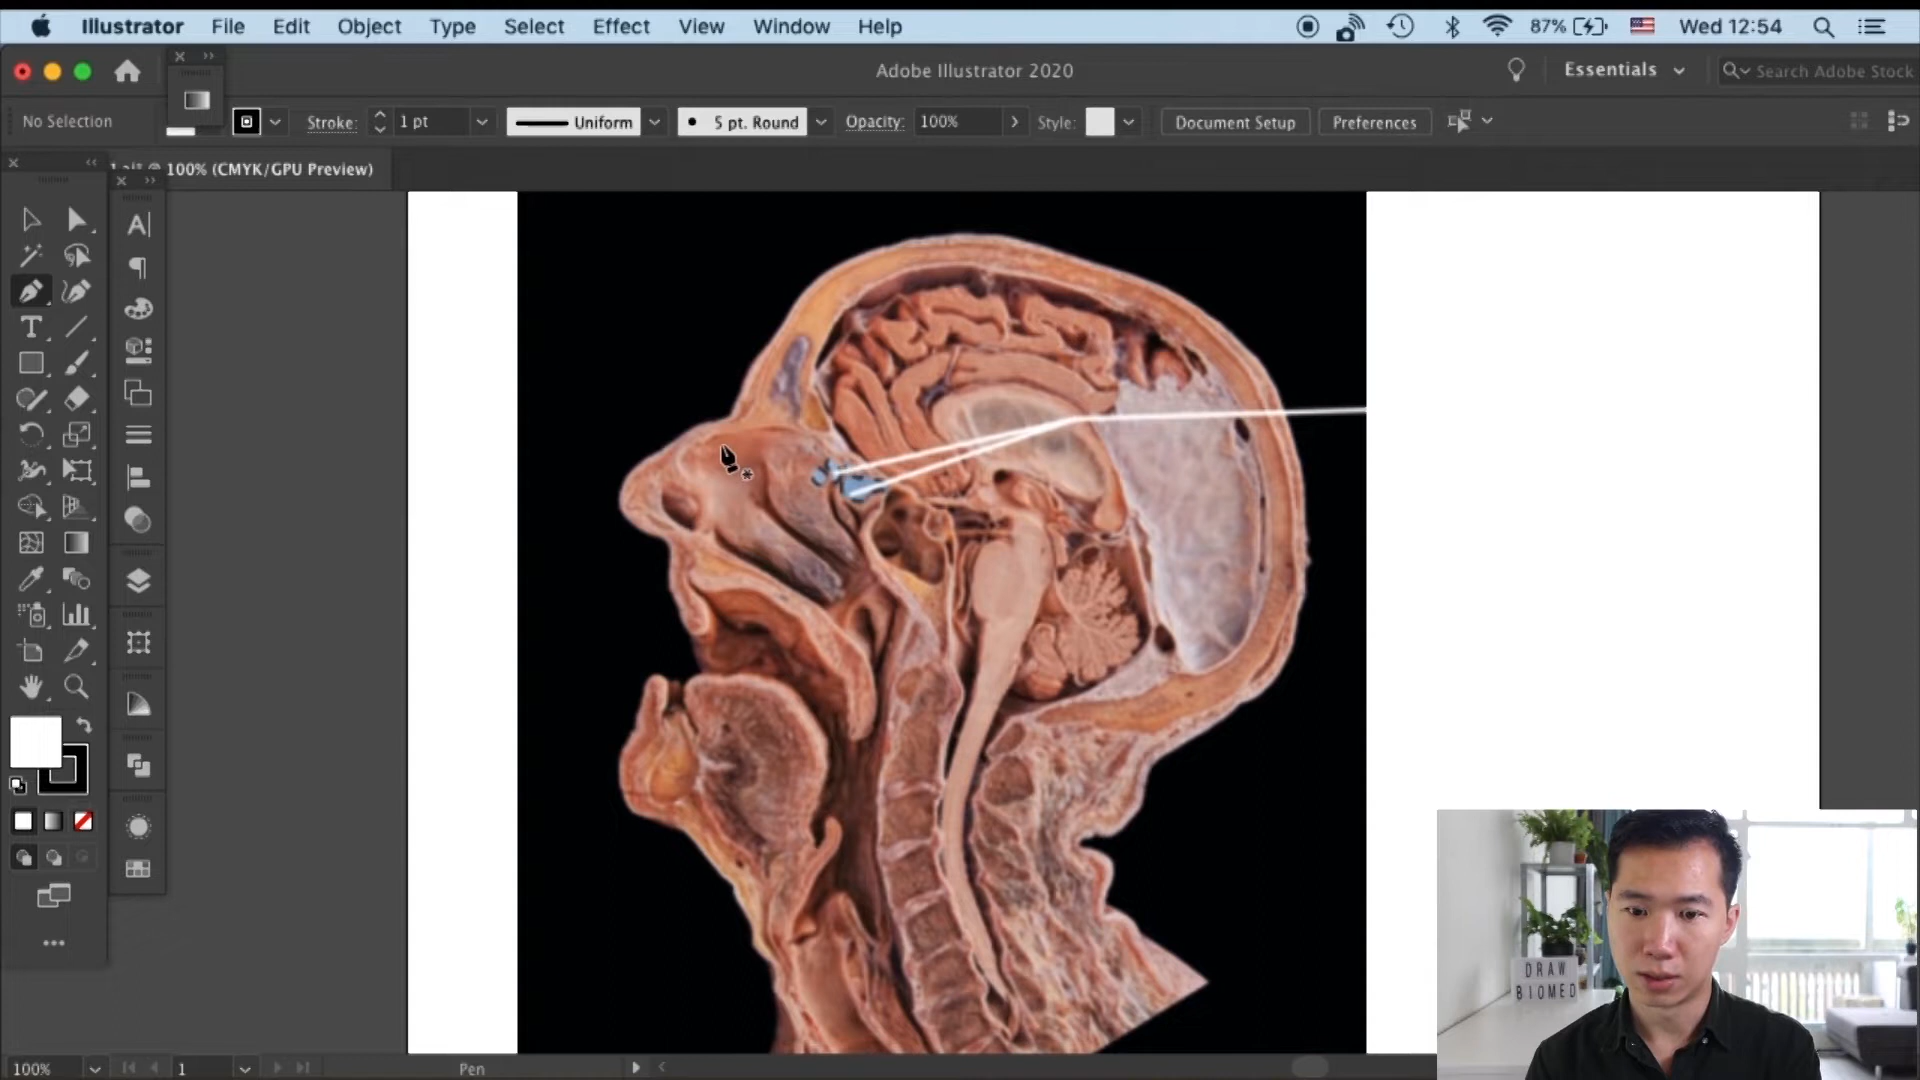 Illustrator File Edit Object Type Select Effect View Window Help 87% Wed 12:54
Adobe Illustrator 2020 Essentials Search Adobe Stock
No Selection Stroke: 1 pt Uniform 5 pt. Round Opacity: 100% Style: Document Setup Preferences
100% (CMYK/GPU Preview)
DRAW
BIOMED
100% 1 Pen